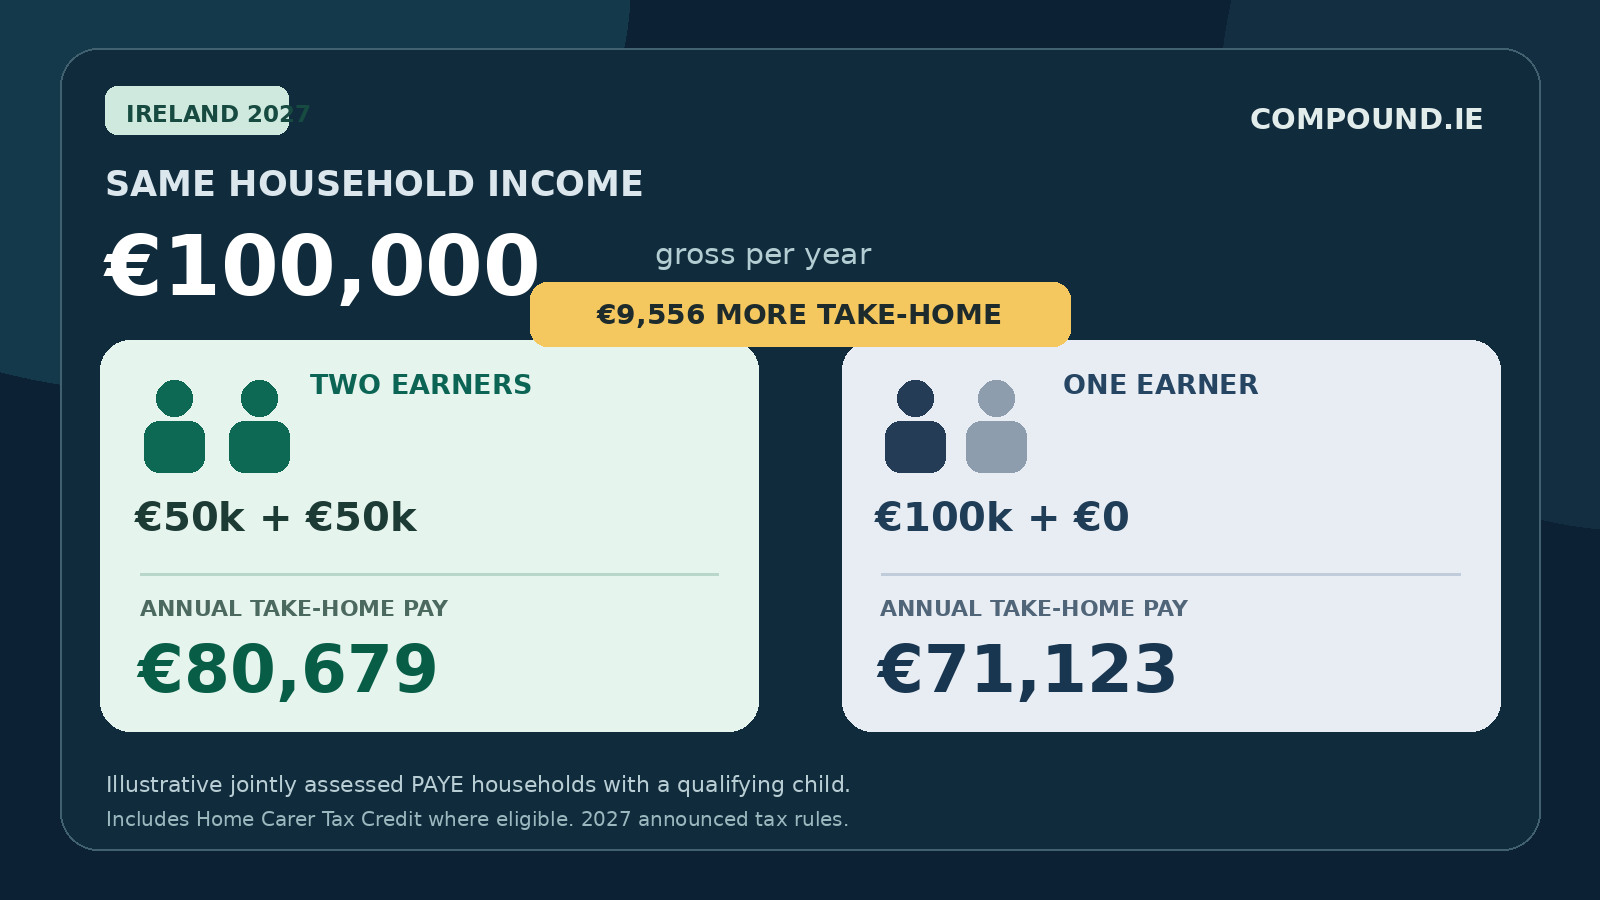 IRELAND 2027
COMPOUND.IE
SAME HOUSEHOLD INCOME
€100,000
gross per year
€9,556 MORE TAKE-HOME
TWO EARNERS
€50k + €50k
ANNUAL TAKE-HOME PAY
€80,679
ONE EARNER
€100k + €0
ANNUAL TAKE-HOME PAY
€71,123
Illustrative jointly assessed PAYE households with a qualifying child.
Includes Home Carer Tax Credit where eligible. 2027 announced tax rules.